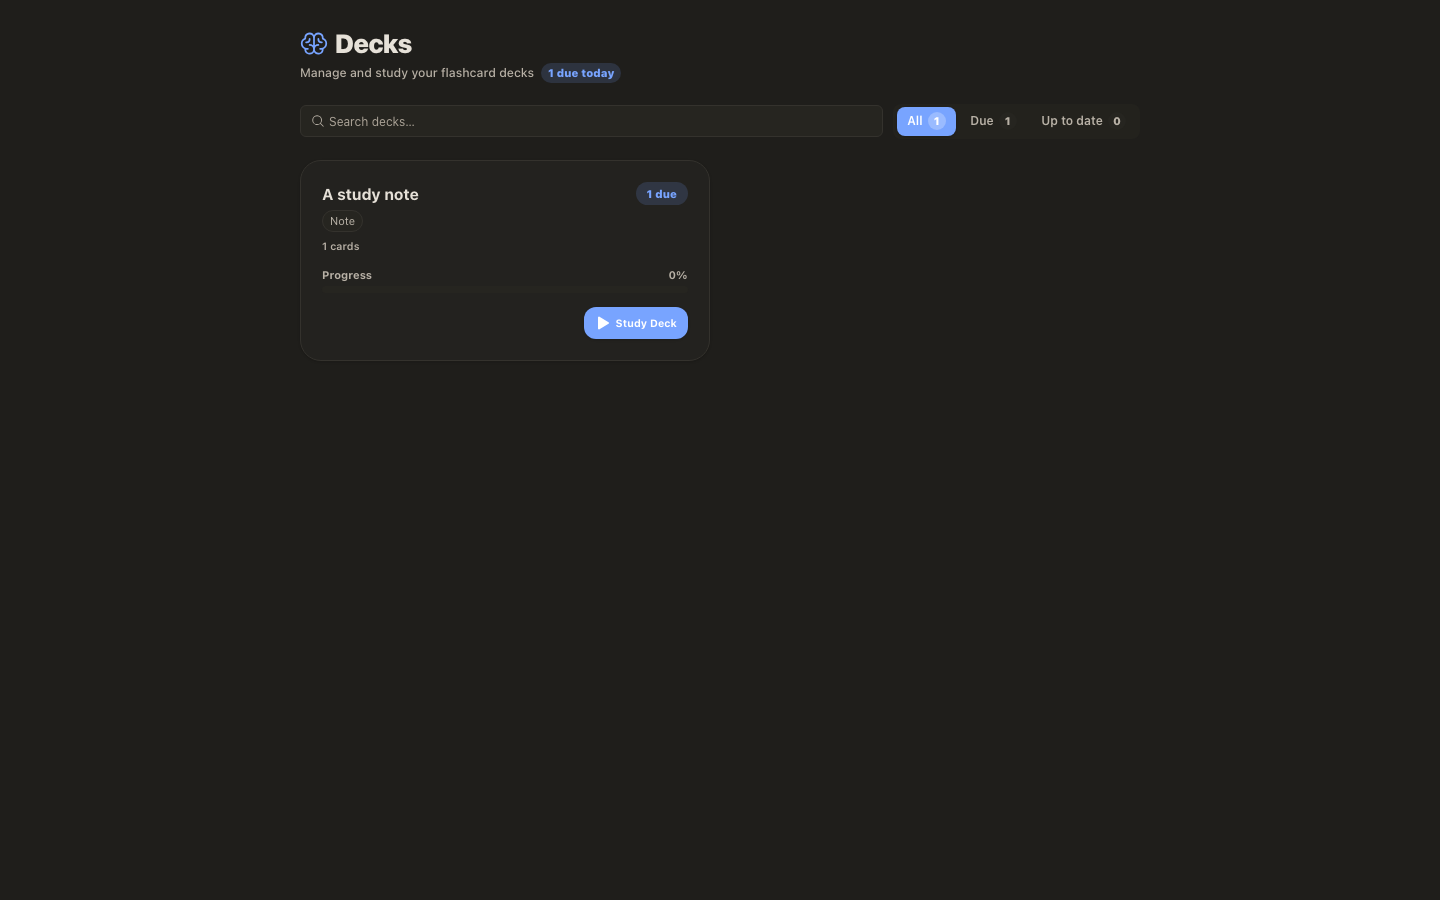 Decks
Manage and study your flashcard decks 1 due today
Search decks... All 1 Due 1 Up to date 0
A study note 1 due
Note
1 cards
Progress 0%
Study Deck